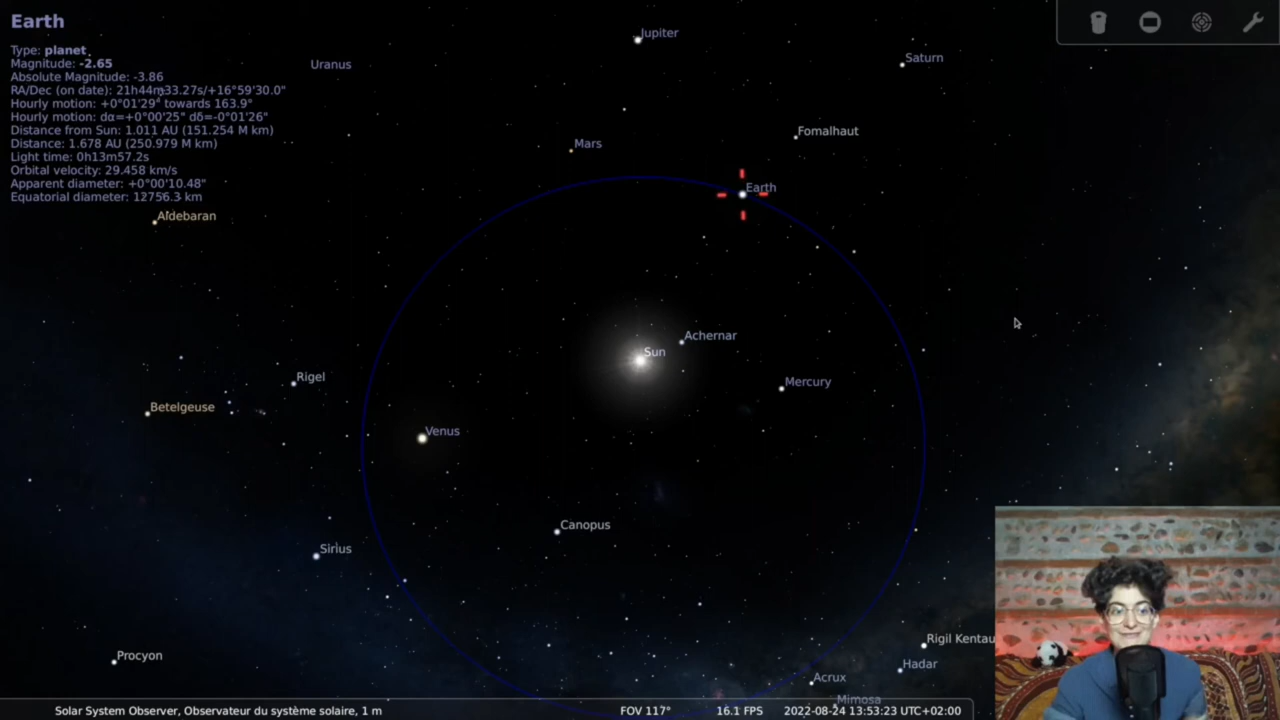 Earth
Type: planet
Magnitude: -2.65
Absolute Magnitude: -3.86
RA/Dec (on date): 21h44m33.27s/+16°59'30.0"
Hourly motion: +0°01'29" towards 163.9°
Hourly motion: dα=+0°00'25" dδ=-0°01'26"
Distance from Sun: 1.011 AU (151.254 M km)
Distance: 1.678 AU (250.979 M km)
Light time: 0h13m57.2s
Orbital velocity: 29.458 km/s
Apparent diameter: +0°00'10.48"
Equatorial diameter: 12756.3 km
Jupiter
Uranus
Saturn
Mars
Fomalhaut
Earth
Aldebaran
Achernar
Sun
Rigel
Mercury
Betelgeuse
Venus
Canopus
Sirius
Rigil Kentau
Procyon
Hadar
Acrux
Mimosa
Solar System Observer, Observateur du système solaire, 1 m FOV 117° 16.1 FPS 2022-08-24 13:53:23 UTC+02:00